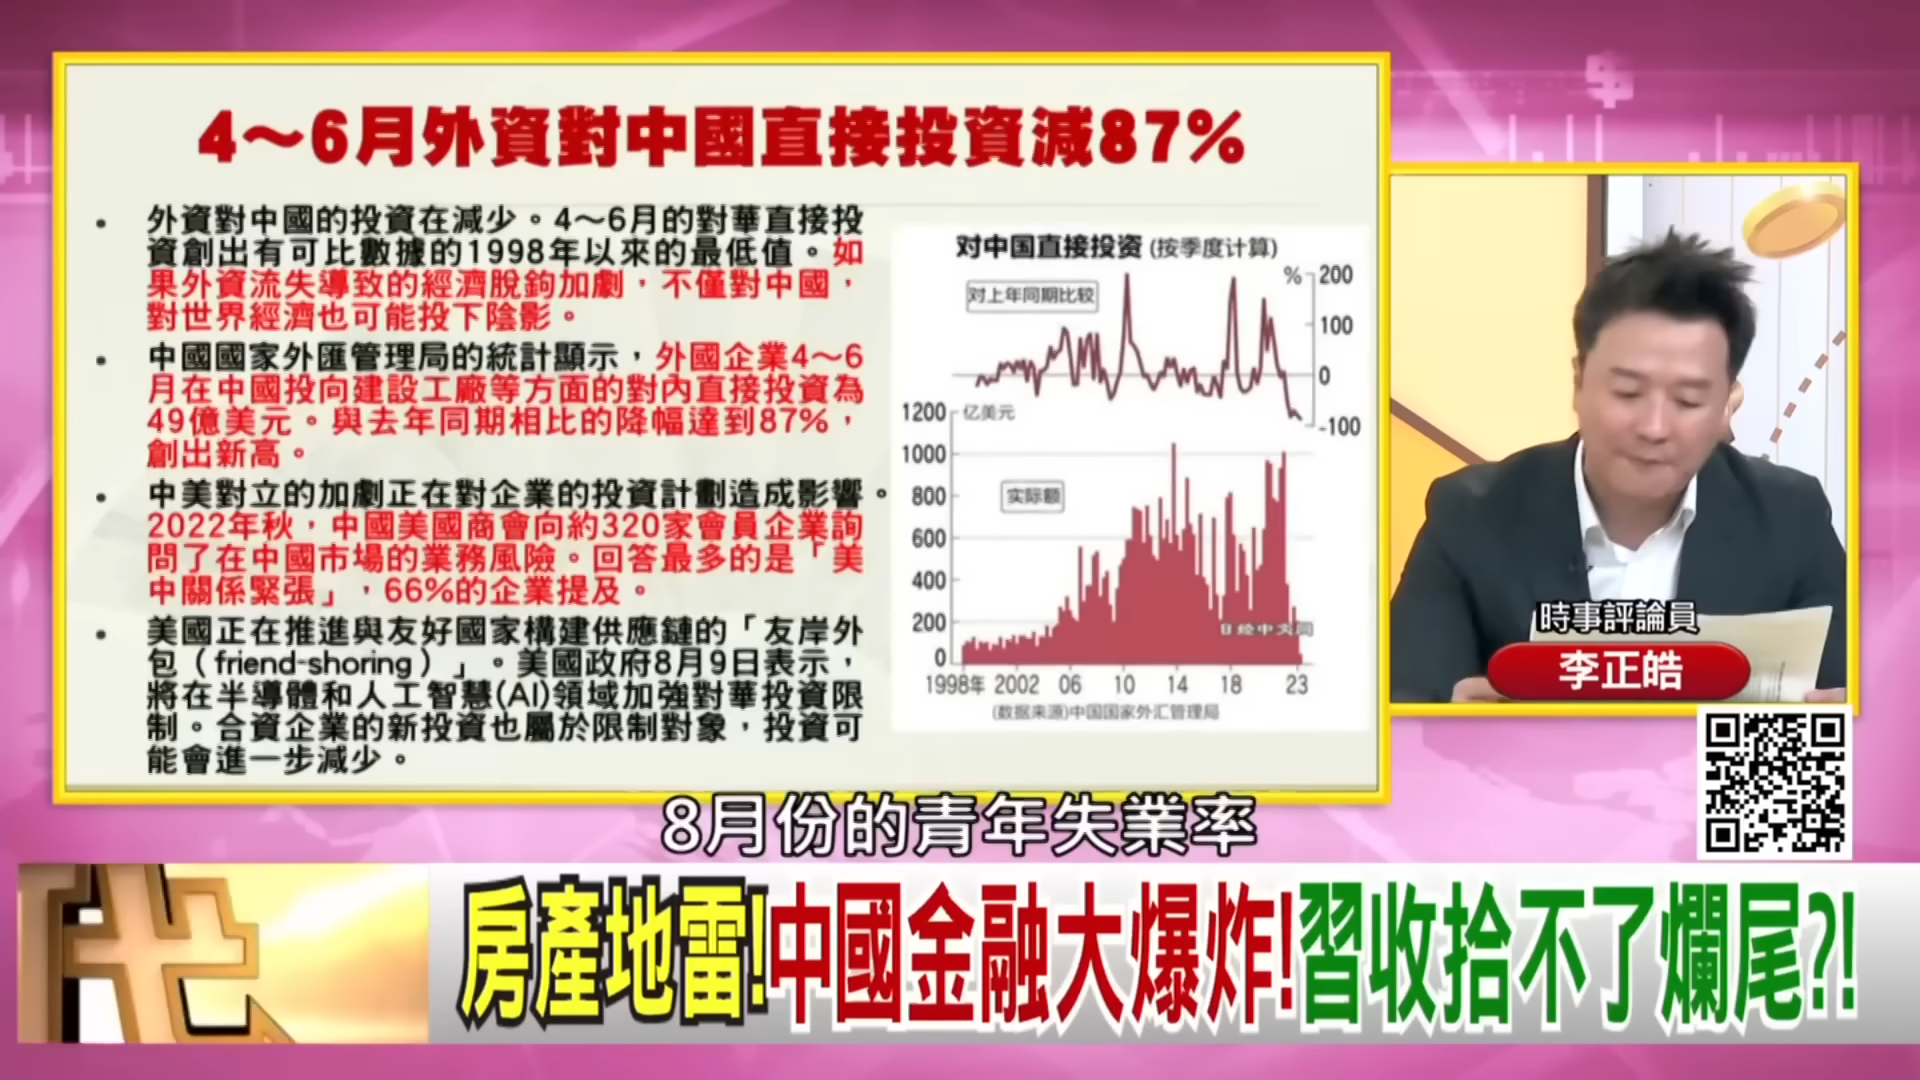 4～6月外資對中國直接投資減87%
• 外資對中國的投資在減少。4～6月的對華直接投
資創出有可比數據的1998年以來的最低值。如
果外資流失導致的經濟脫鉤加劇，不僅對中國，
對世界經濟也可能投下陰影。
• 中國國家外匯管理局的統計顯示，外國企業4～6
月在中國投向建設工廠等方面的對內直接投資為
49億美元。與去年同期相比的降幅達到87%，
創出新高。
• 中美對立的加劇正在對企業的投資計劃造成影響。
2022年秋，中國美國商會向約320家會員企業詢
問了在中國市場的業務風險。回答最多的是「美
中關係緊張」，66%的企業提及。
• 美國正在推進與友好國家構建供應鏈的「友岸外
包（friend-shoring）」。美國政府8月9日表示，
將在半導體和人工智慧(AI)領域加強對華投資限
制。合資企業的新投資也屬於限制對象，投資可
能會進一步減少。
对中国直接投资 (按季度计算)
对上年同期比较
% 200
100
0
-100
1200 亿美元
1000
800
实际额
600
400
200
日经中文网
0
1998年 2002 06 10 14 18 23
(数据来源)中国国家外汇管理局
時事評論員
李正皓
8月份的青年失業率
房產地雷!中國金融大爆炸!習收拾不了爛尾?!